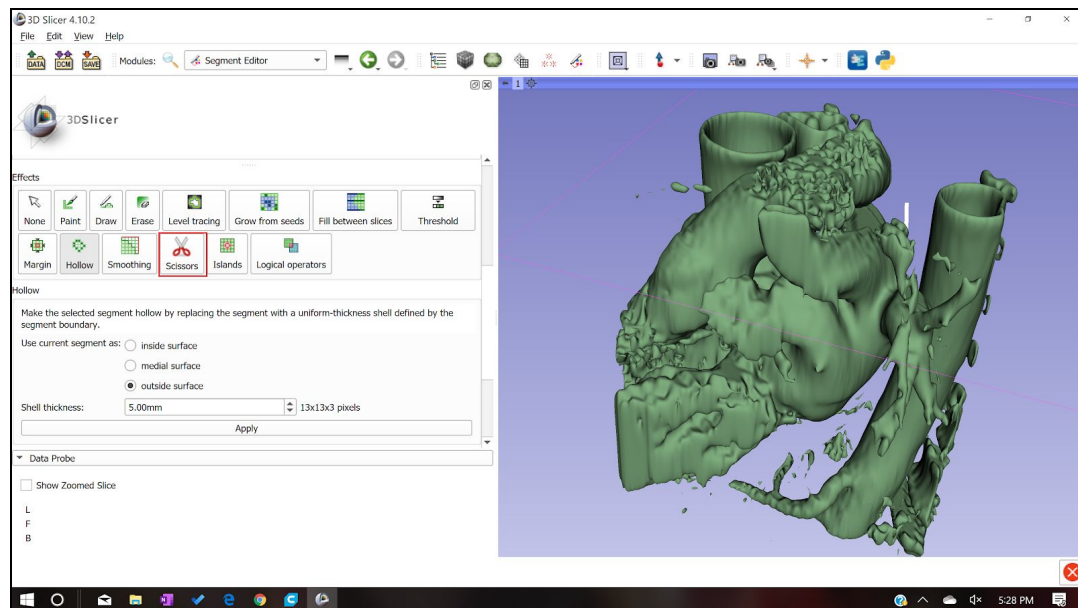 3D Slicer 4.10.2
File Edit View Help
DATA DCM SAVE Modules: Segment Editor
1
3DSlicer
Effects
None Paint Draw Erase Level tracing Grow from seeds Fill between slices Threshold
Margin Hollow Smoothing Scissors Islands Logical operators
Hollow
Make the selected segment hollow by replacing the segment with a uniform-thickness shell defined by the
segment boundary.
Use current segment as: inside surface
medial surface
outside surface
Shell thickness: 5.00mm 13x13x3 pixels
Apply
Data Probe
Show Zoomed Slice
L
F
B
5:28 PM